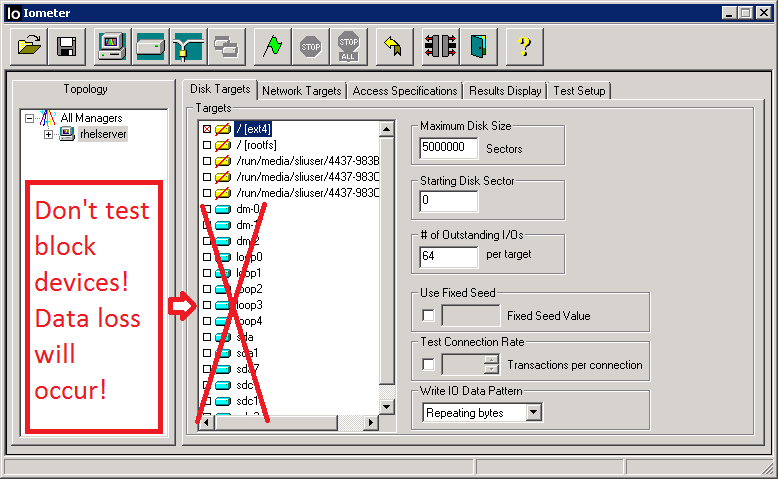 Io Iometer
STOP
STOP
ALL
?
Topology
All Managers
rhelserver
Don't test
block
devices!
Data loss
will
occur!
Disk Targets
Network Targets
Access Specifications
Results Display
Test Setup
Targets
/ [ext4]
/ [rootfs]
/run/media/sliuser/4437-983B
/run/media/sliuser/4437-983C
/run/media/sliuser/4437-983C
dm-0
dm-1
dm-2
loop0
loop1
loop2
loop3
loop4
sda
sda1
sda7
sdc
sdc1
Maximum Disk Size
5000000 Sectors
Starting Disk Sector
0
# of Outstanding I/Os
64 per target
Use Fixed Seed
Fixed Seed Value
Test Connection Rate
Transactions per connection
Write IO Data Pattern
Repeating bytes